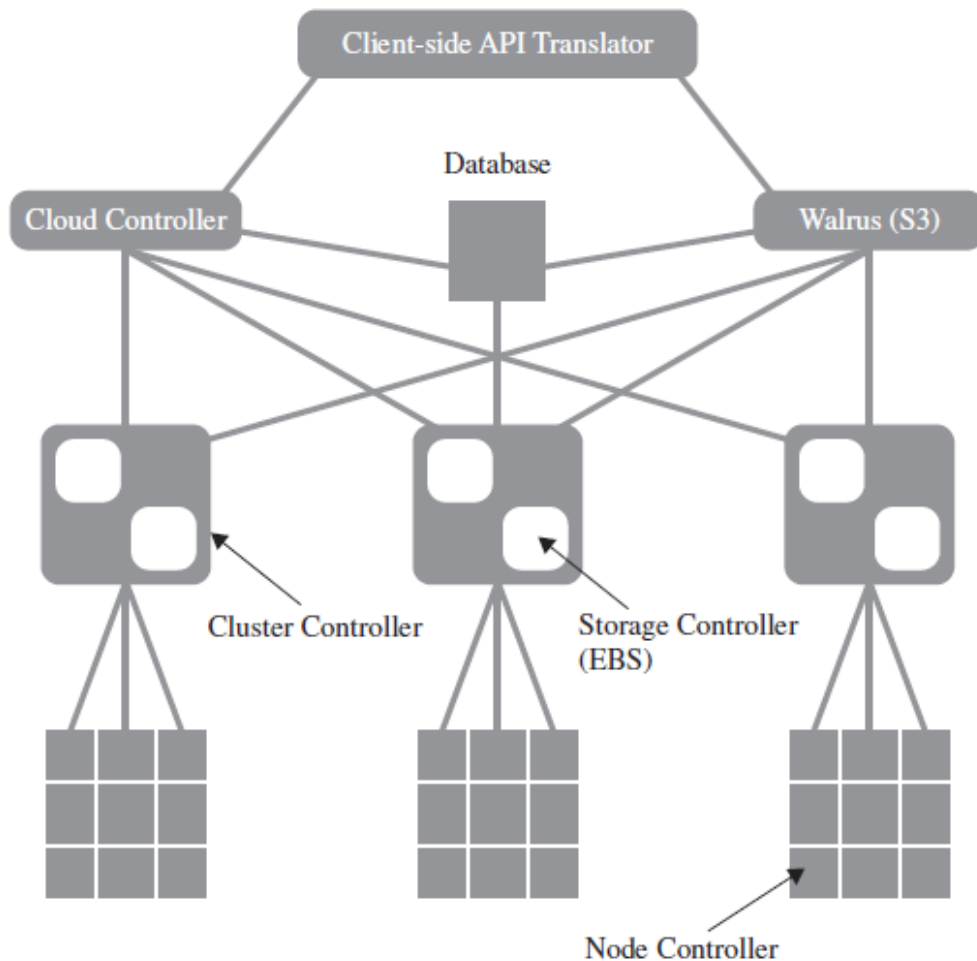 Client-side API Translator
Database
Cloud Controller
Walrus (S3)
Cluster Controller
Storage Controller
(EBS)
Node Controller